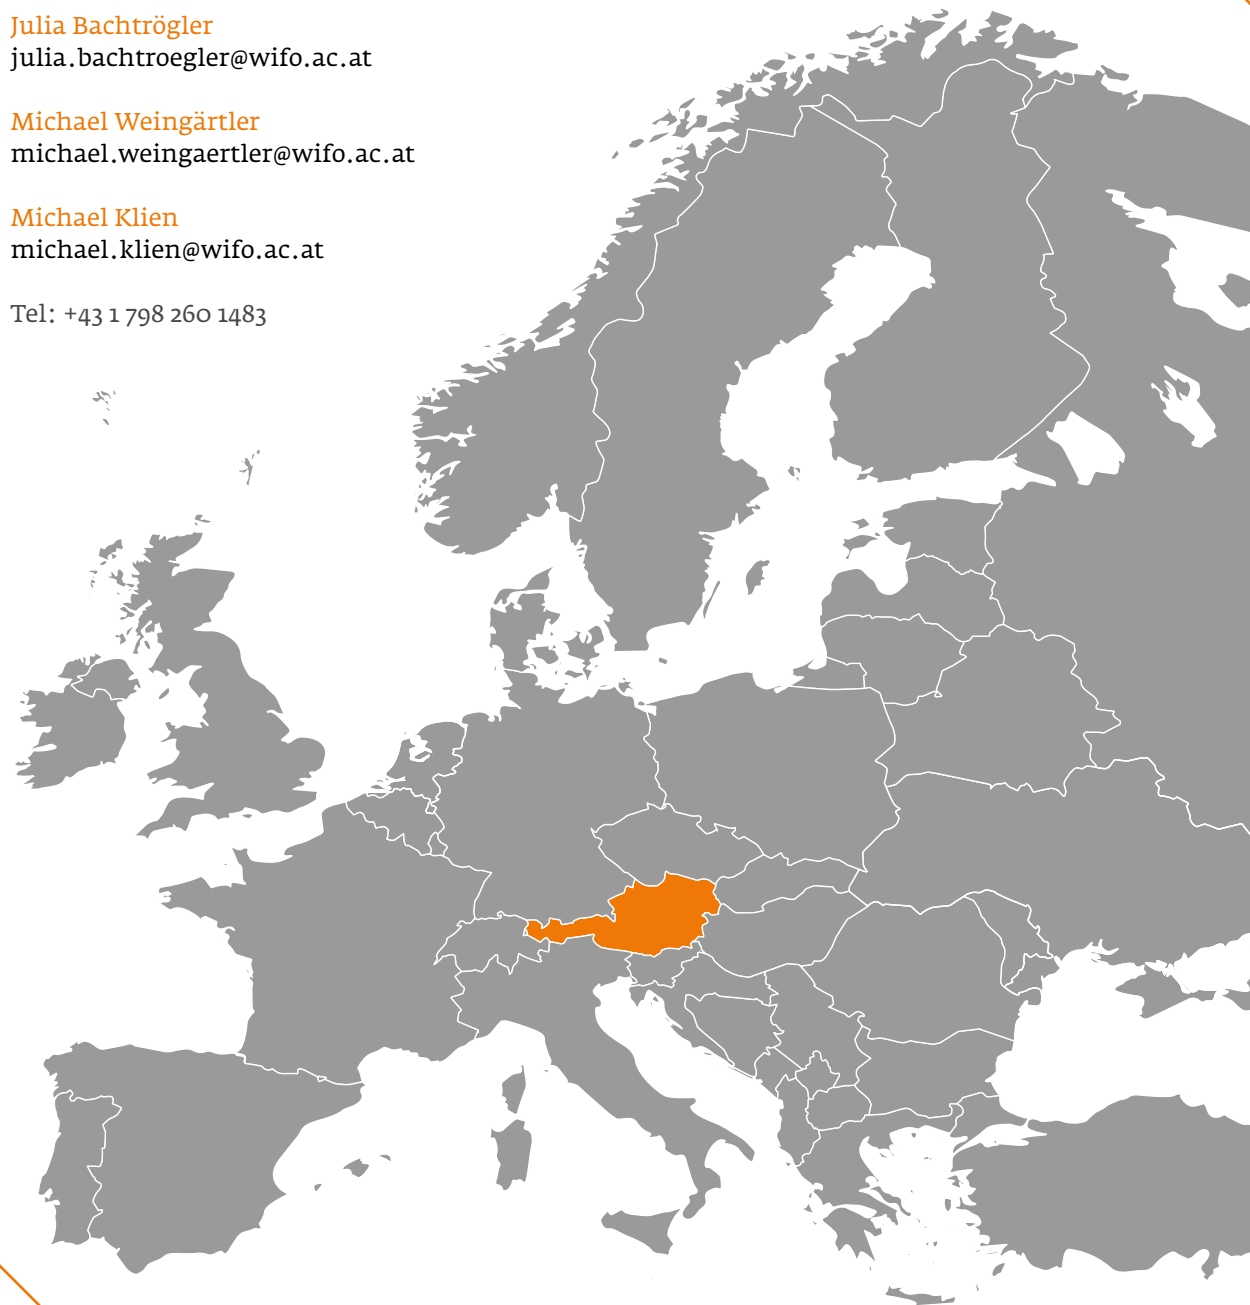 Julia Bachtrögler
julia.bachtroegler@wifo.ac.at
Michael Weingärtler
michael.weingaertler@wifo.ac.at
Michael Klien
michael.klien@wifo.ac.at
Tel: +43 1 798 260 1483